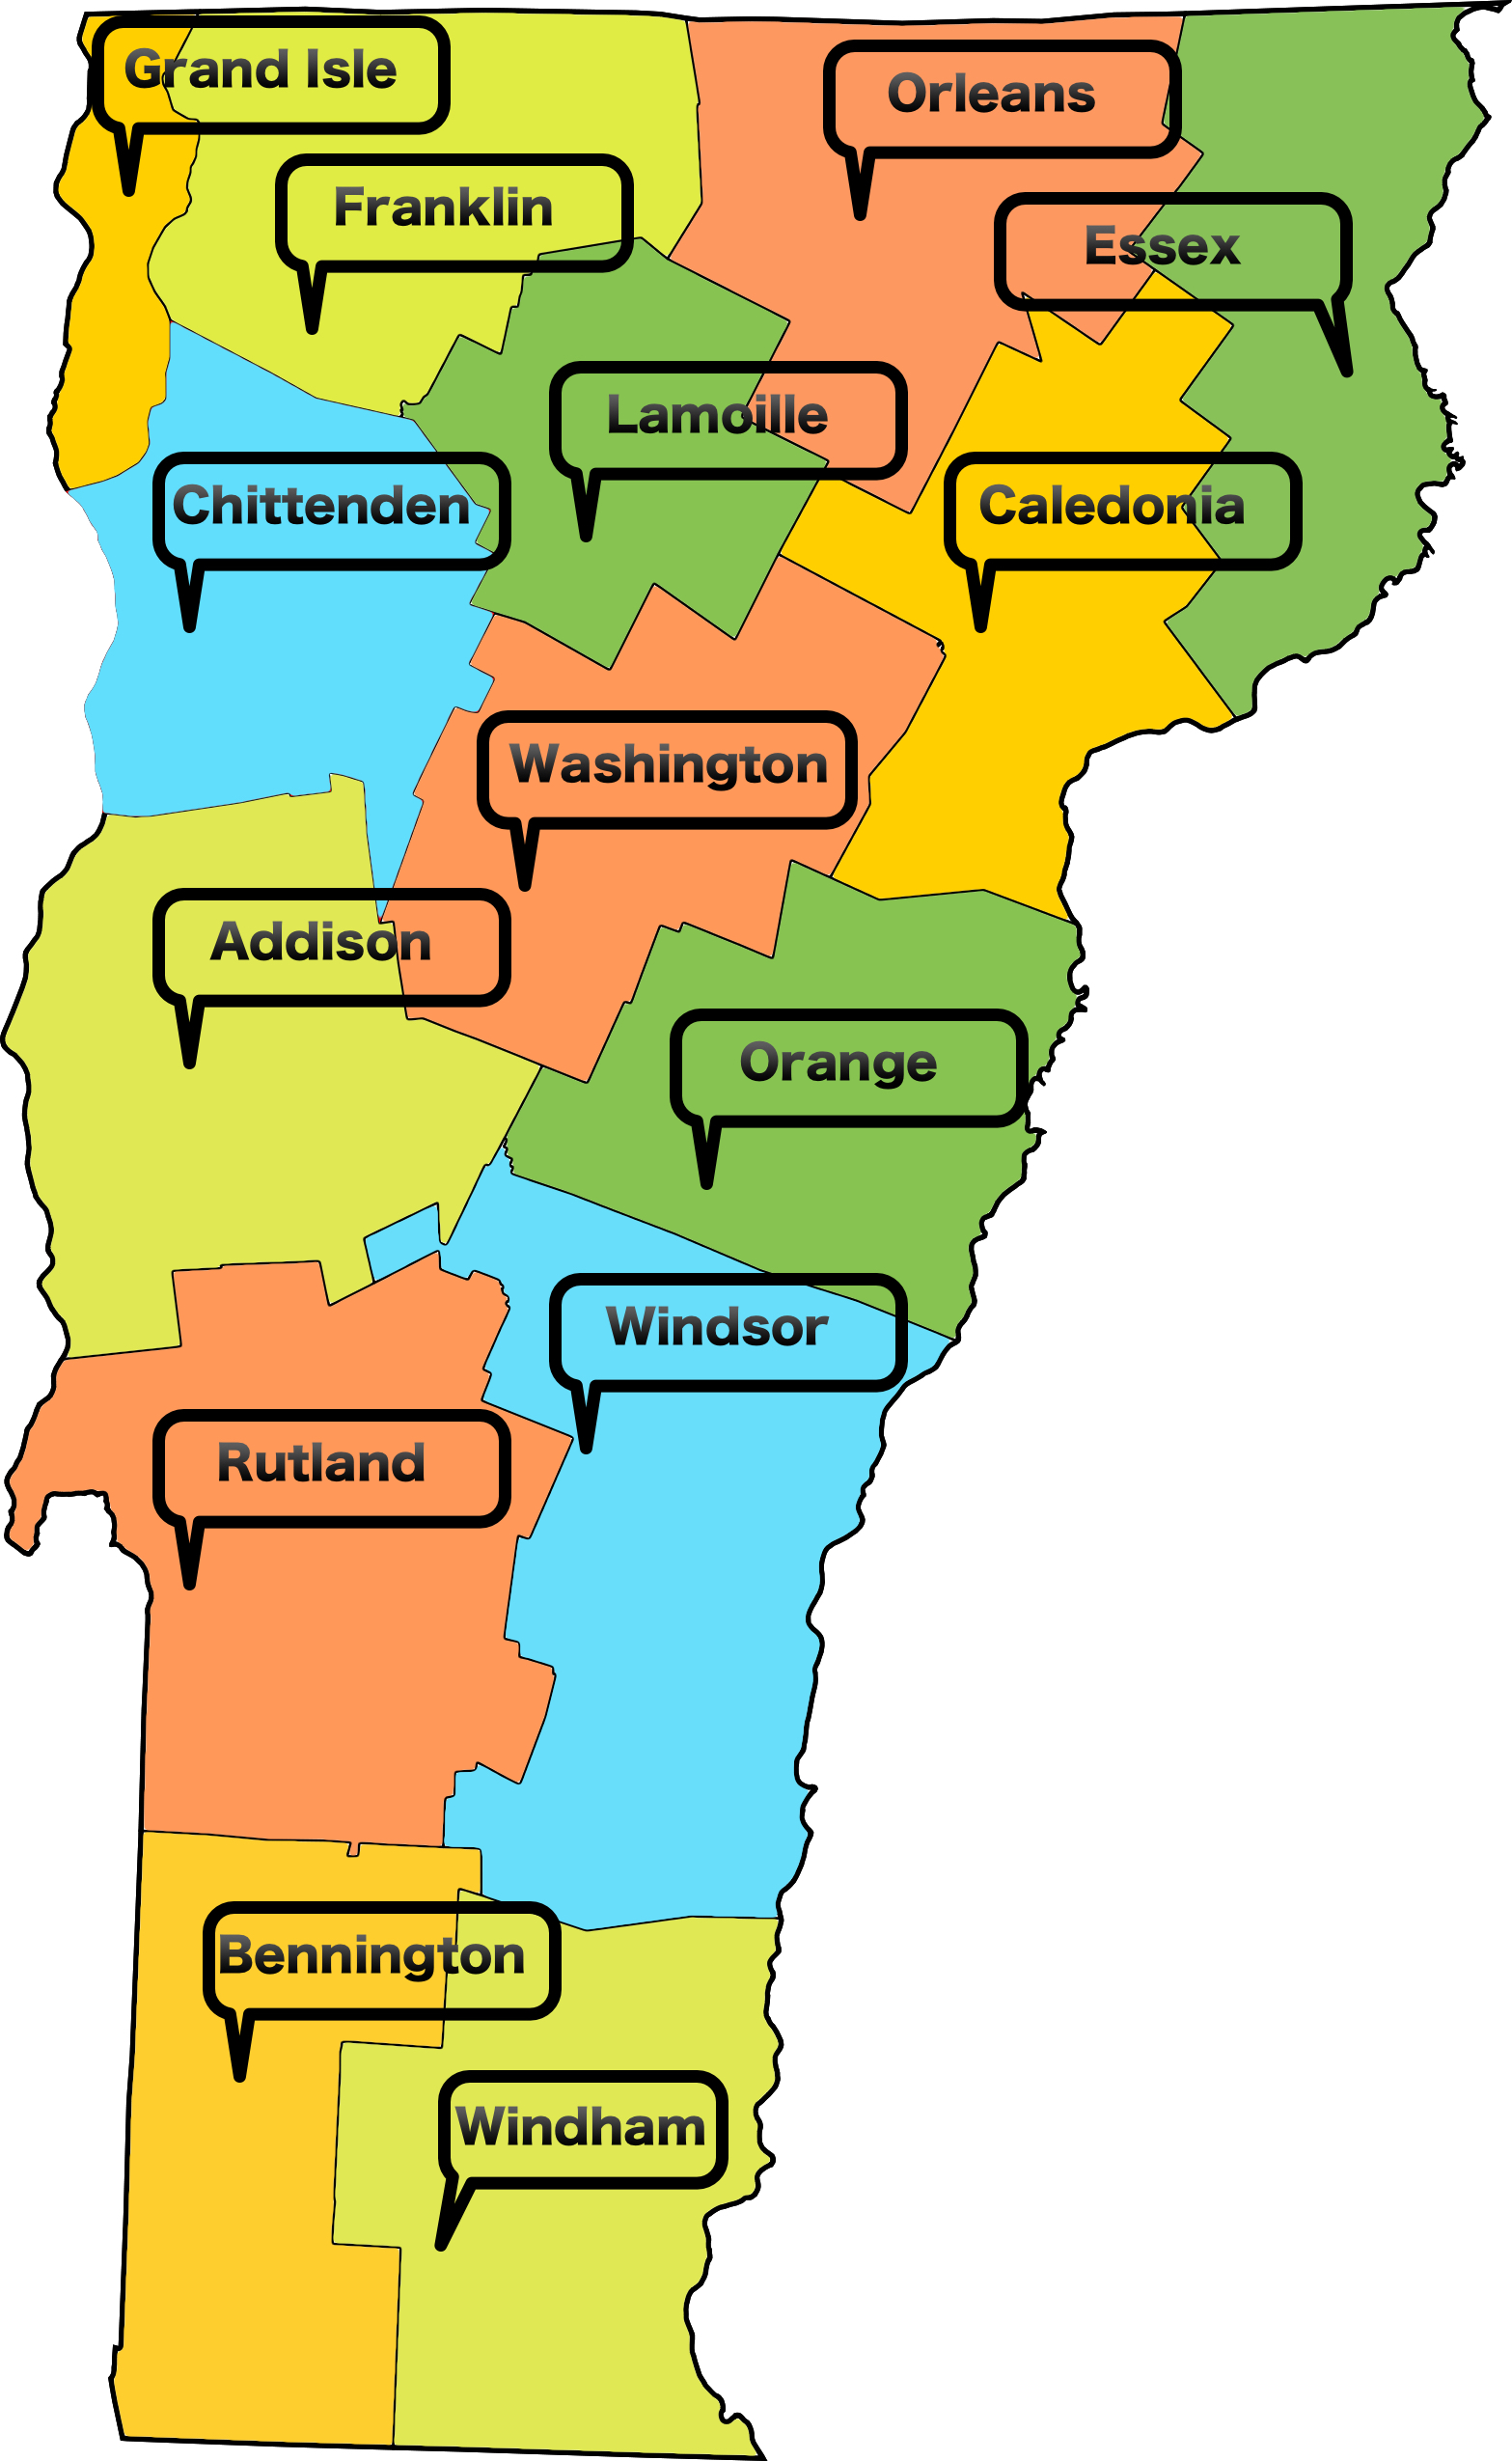 Grand Isle
Orleans
Franklin
Essex
Lamoille
Chittenden
Caledonia
Washington
Addison
Orange
Windsor
Rutland
Bennington
Windham